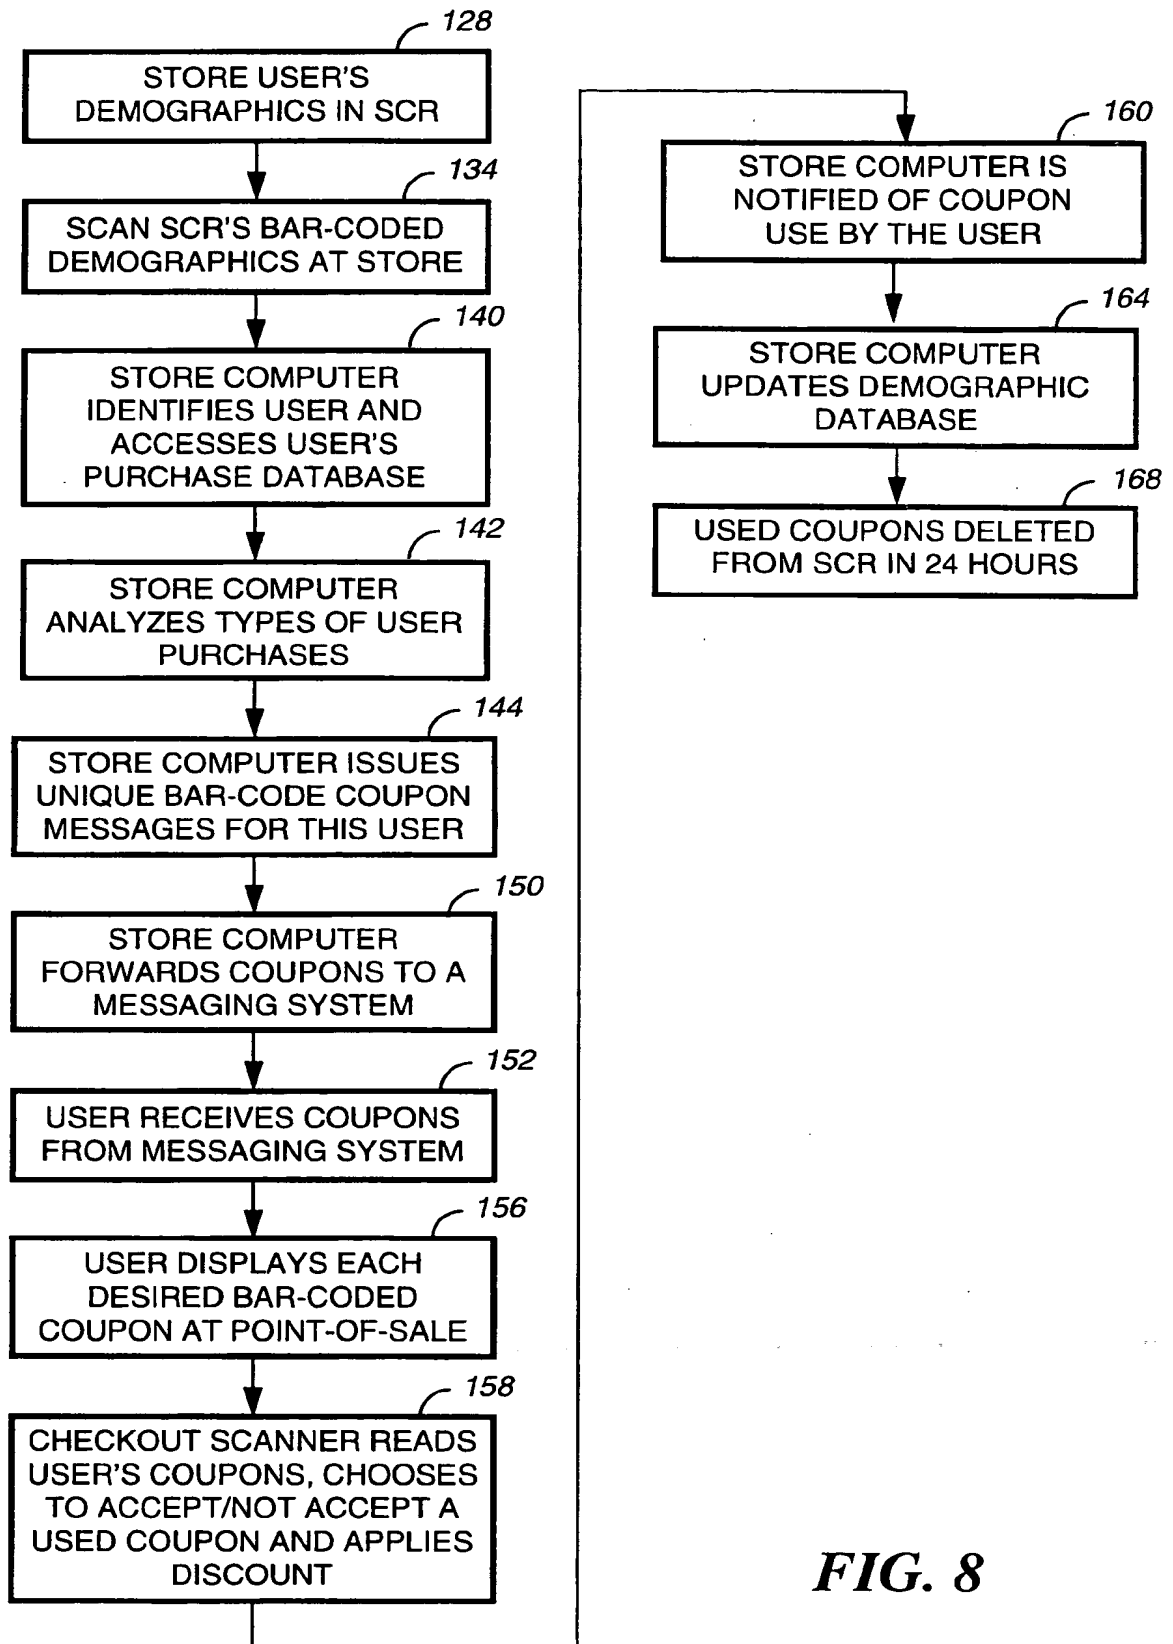 128
STORE USER'S
DEMOGRAPHICS IN SCR
134
SCAN SCR'S BAR-CODED
DEMOGRAPHICS AT STORE
140
STORE COMPUTER
IDENTIFIES USER AND
ACCESSES USER'S
PURCHASE DATABASE
142
STORE COMPUTER
ANALYZES TYPES OF USER
PURCHASES
144
STORE COMPUTER ISSUES
UNIQUE BAR-CODE COUPON
MESSAGES FOR THIS USER
150
STORE COMPUTER
FORWARDS COUPONS TO A
MESSAGING SYSTEM
152
USER RECEIVES COUPONS
FROM MESSAGING SYSTEM
156
USER DISPLAYS EACH
DESIRED BAR-CODED
COUPON AT POINT-OF-SALE
158
CHECKOUT SCANNER READS
USER'S COUPONS, CHOOSES
TO ACCEPT/NOT ACCEPT A
USED COUPON AND APPLIES
DISCOUNT
160
STORE COMPUTER IS
NOTIFIED OF COUPON
USE BY THE USER
164
STORE COMPUTER
UPDATES DEMOGRAPHIC
DATABASE
168
USED COUPONS DELETED
FROM SCR IN 24 HOURS
FIG. 8